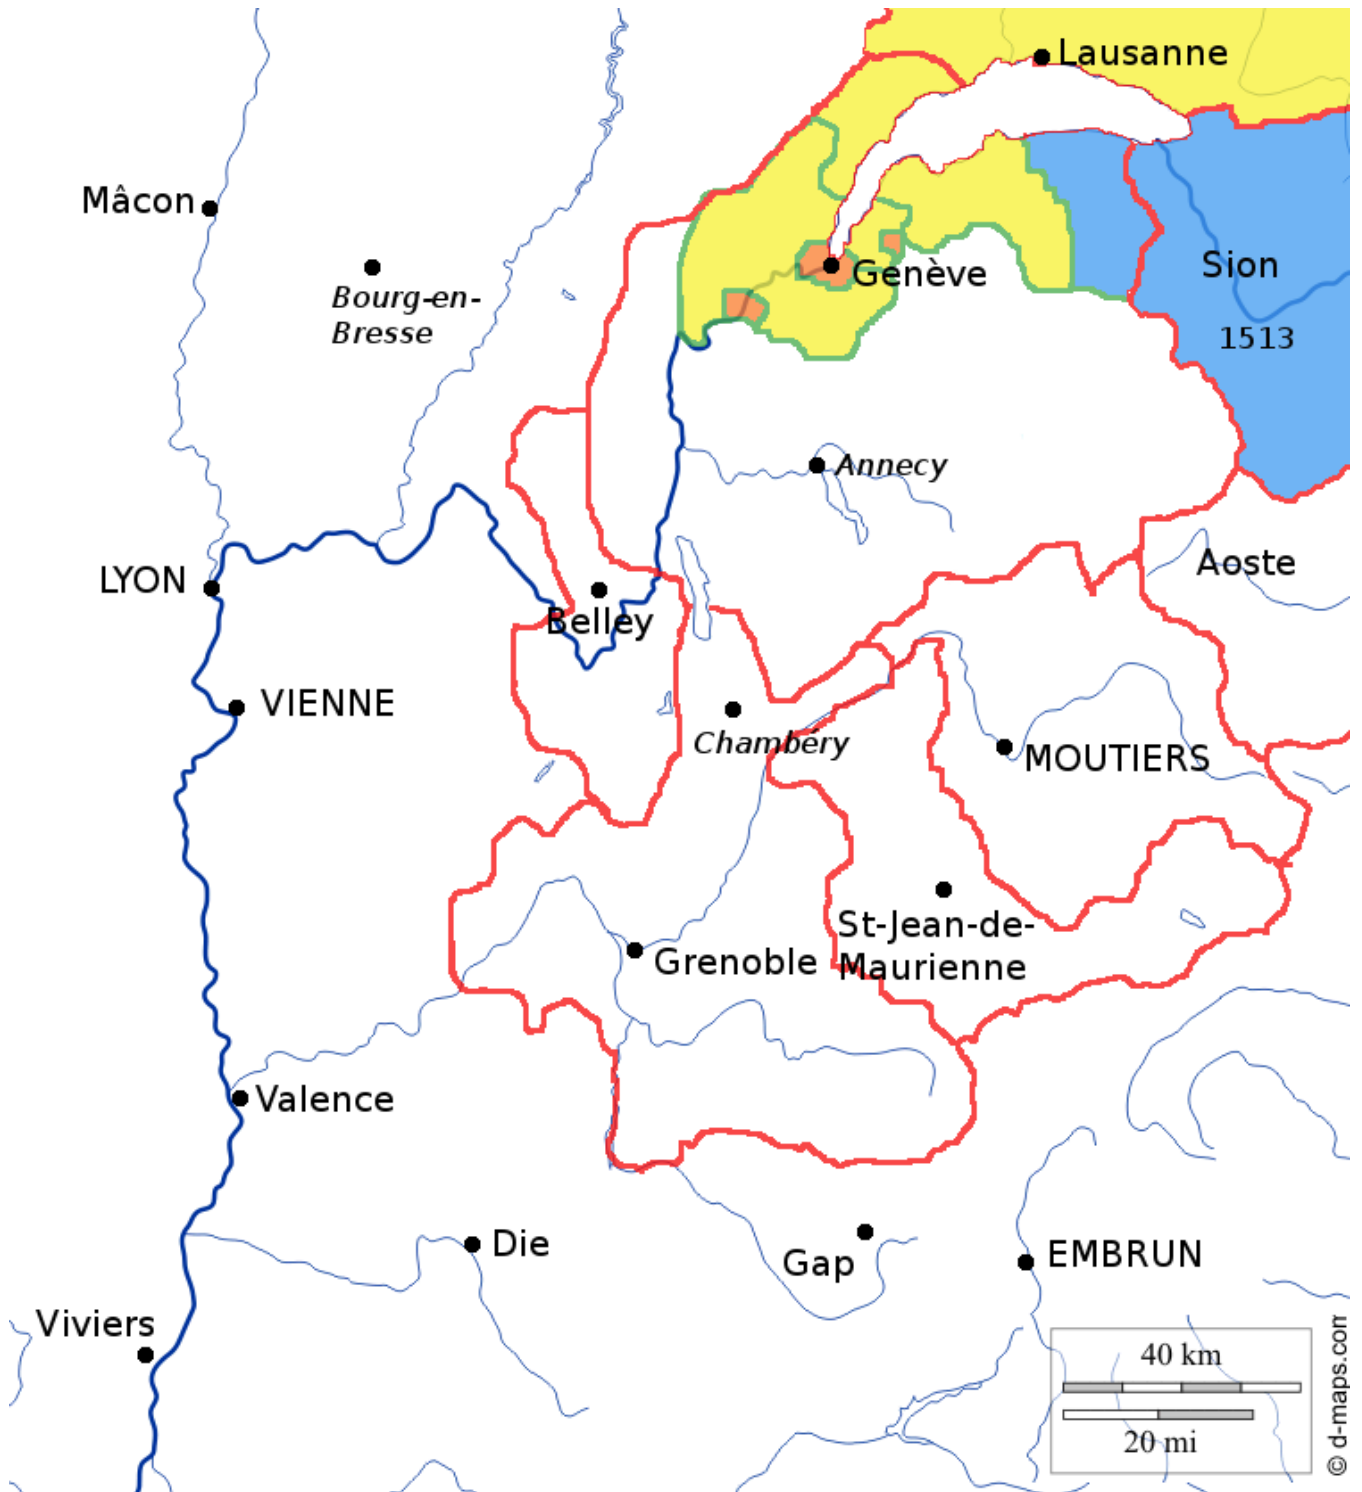 Lausanne
Mâcon
Sion
Genève
Bourg-en-
Bresse
1513
Annecy
Aoste
LYON
Belley
VIENNE
Chambéry
MOUTIERS
St-Jean-de-
Maurienne
Grenoble
Valence
Die
Gap
EMBRUN
Viviers
40 km
20 mi
© d-maps.com